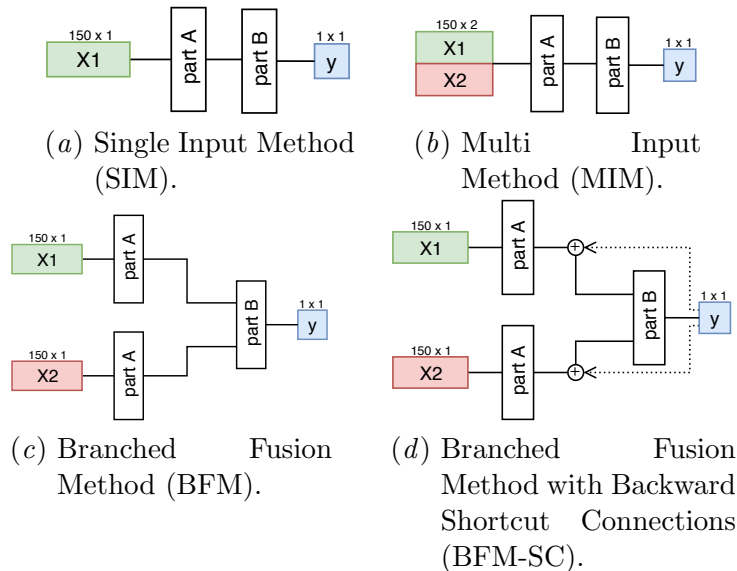 150 x 1
X1
part A
part B
1 x 1
y
(a) Single Input Method
(SIM).
150 x 2
X1
X2
part A
part B
1 x 1
y
(b) Multi Input
Method (MIM).
150 x 1
X1
part A
150 x 1
X2
part A
part B
1 x 1
y
(c) Branched Fusion
Method (BFM).
150 x 1
X1
part A
+
150 x 1
X2
part A
+
part B
1 x 1
y
(d) Branched Fusion
Method with Backward
Shortcut Connections
(BFM-SC).